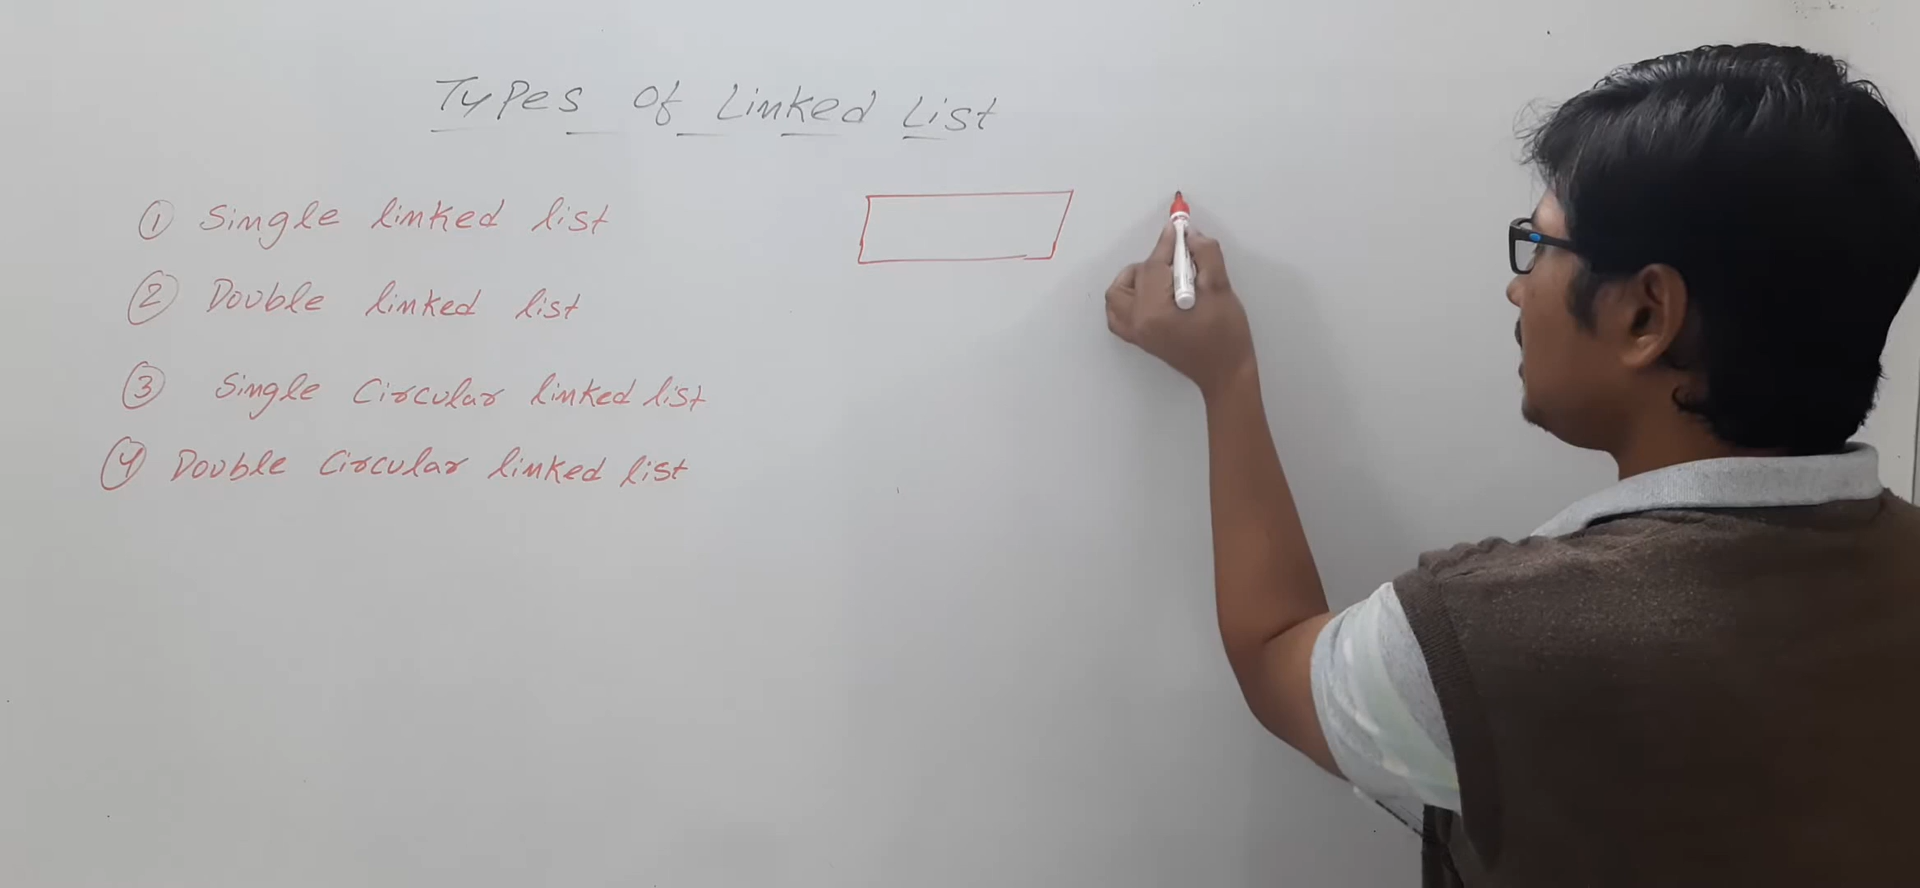 Types of Linked List
① Single linked list
② Double linked list
③ Single Circular linked list
④ Double Circular linked list